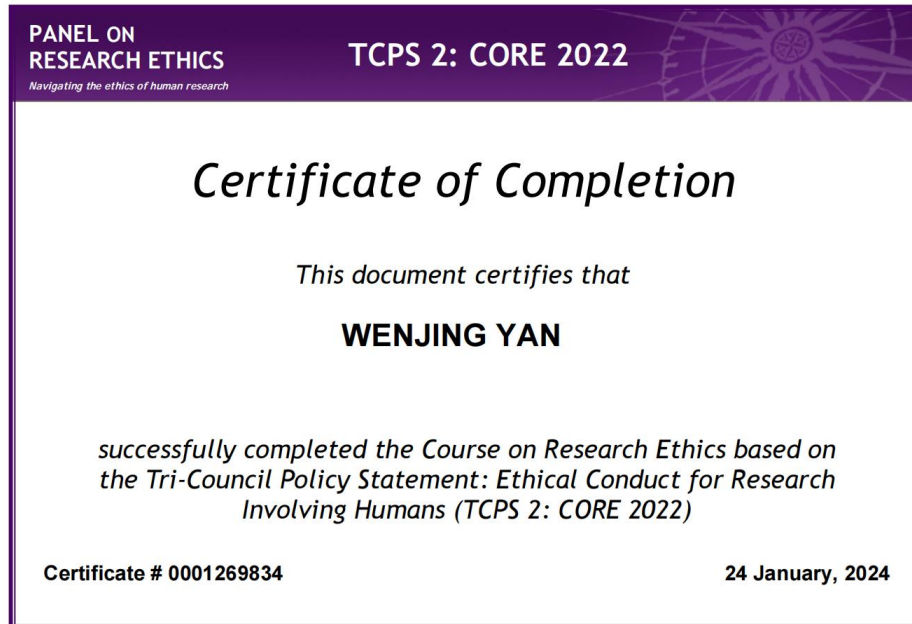 PANEL ON
RESEARCH ETHICS
Navigating the ethics of human research
TCPS 2: CORE 2022
Certificate of Completion
This document certifies that
WENJING YAN
successfully completed the Course on Research Ethics based on
the Tri-Council Policy Statement: Ethical Conduct for Research
Involving Humans (TCPS 2: CORE 2022)
Certificate # 0001269834
24 January, 2024